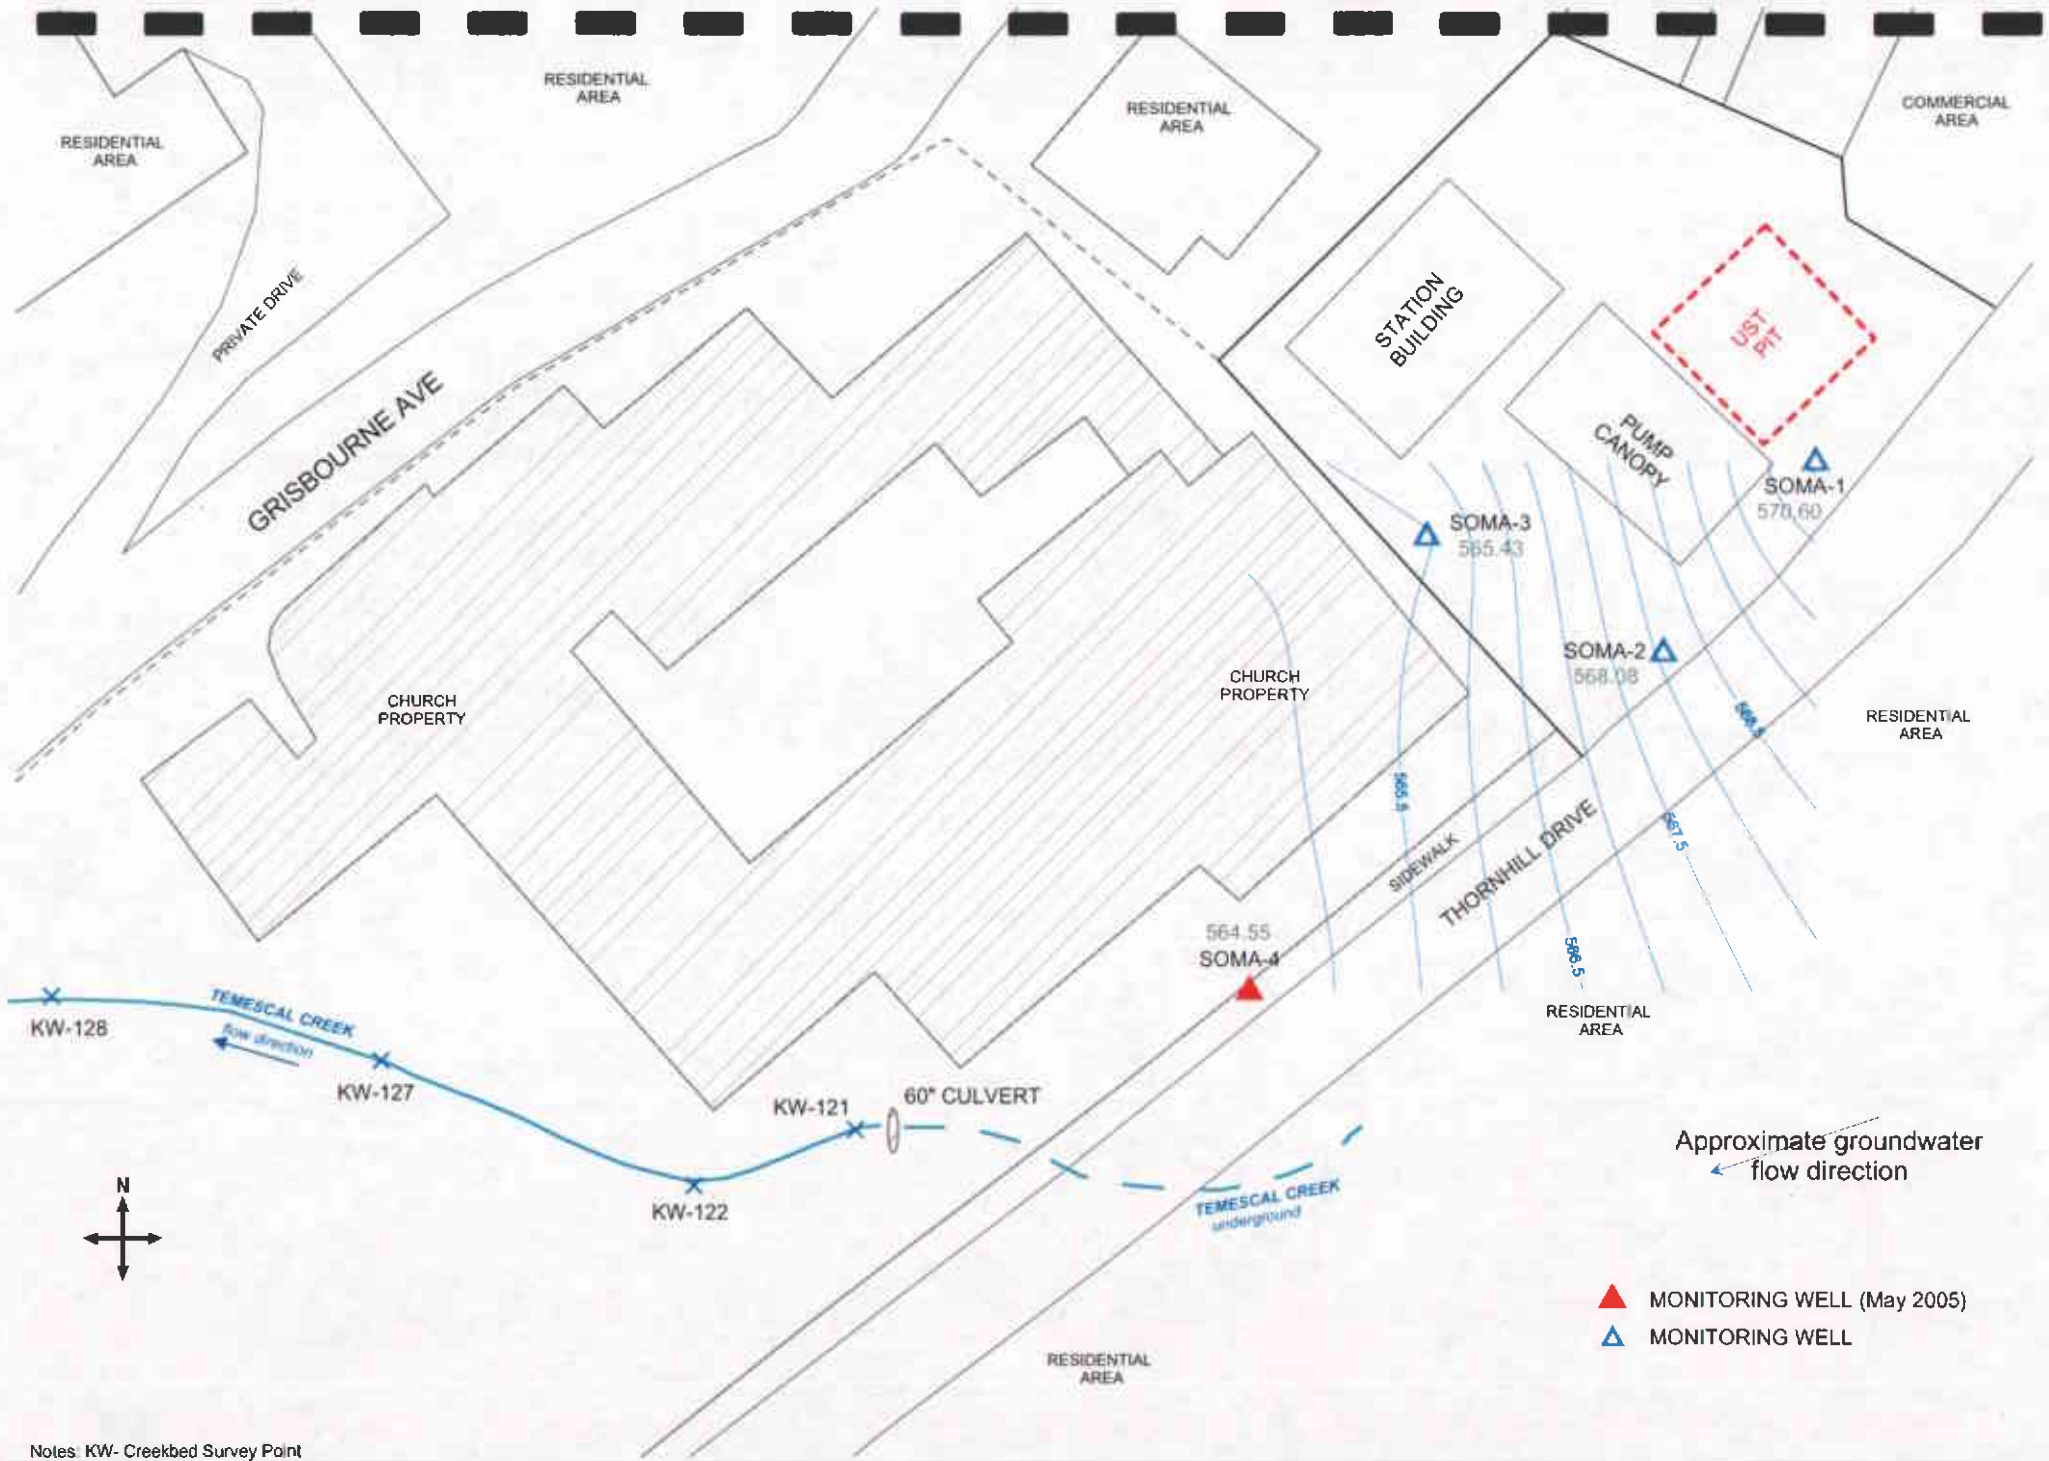 RESIDENTIAL
AREA
RESIDENTIAL
AREA
RESIDENTIAL
AREA
COMMERCIAL
AREA
PRIVATE DRIVE
GRISBOURNE AVE
STATION
BUILDING
UST
PIT
PUMP
CANOPY
SOMA-1
570.60
SOMA-3
565.43
SOMA-2
568.08
CHURCH
PROPERTY
CHURCH
PROPERTY
568.5
RESIDENTIAL
AREA
565.5
567.5
SIDEWALK
THORNHILL DRIVE
566.5
564.55
SOMA-4
RESIDENTIAL
AREA
TEMESCAL CREEK
flow direction
KW-128
KW-127
KW-121
60" CULVERT
KW-122
TEMESCAL CREEK
underground
Approximate groundwater
flow direction
N
MONITORING WELL (May 2005)
MONITORING WELL
RESIDENTIAL
AREA
Notes: KW- Creekbed Survey Point